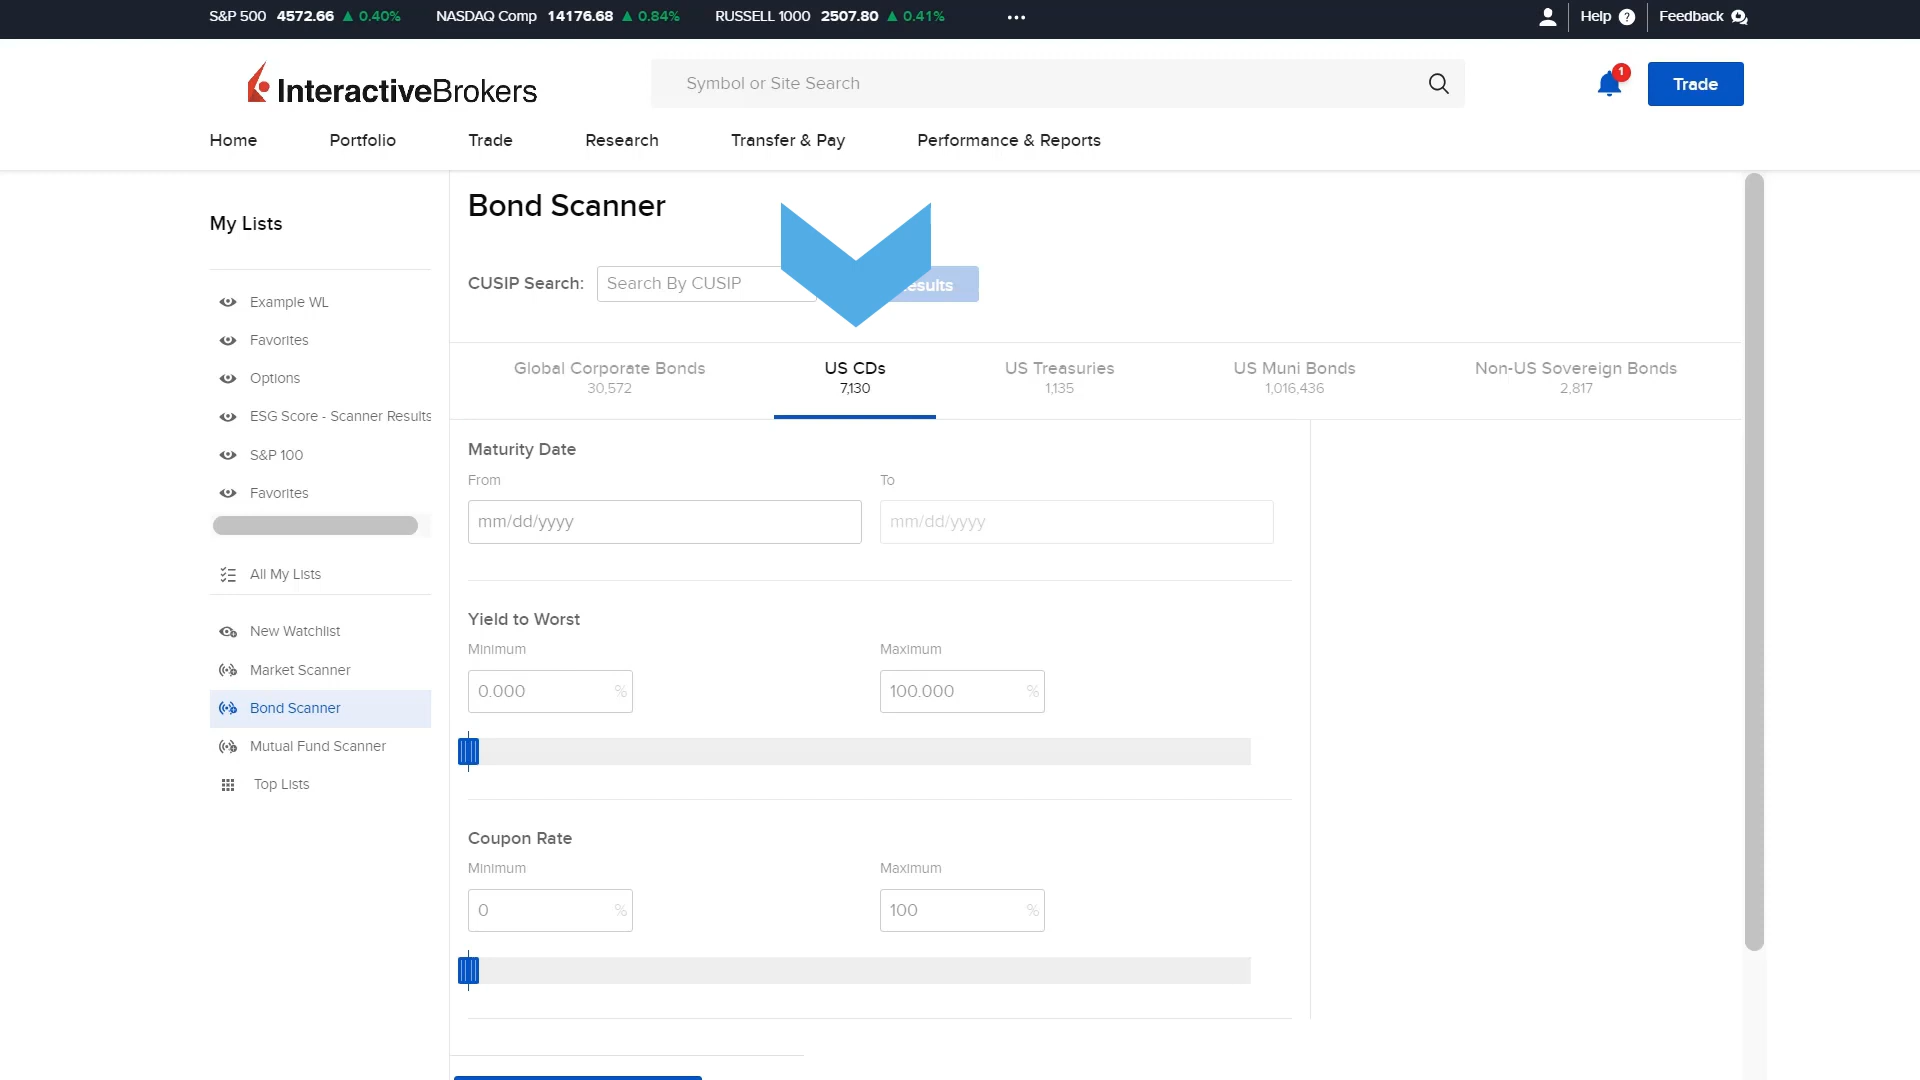 S&P 500 4572.66 ▲ 0.40% NASDAQ Comp 14176.68 ▲ 0.84% RUSSELL 1000 2507.80 ▲ 0.41% ••• Help ? Feedback
InteractiveBrokers
Symbol or Site Search
1
Trade
Home Portfolio Trade Research Transfer & Pay Performance & Reports
My Lists
Example WL
Favorites
Options
ESG Score - Scanner Results
S&P 100
Favorites
All My Lists
New Watchlist
Market Scanner
Bond Scanner
Mutual Fund Scanner
Top Lists
Bond Scanner
CUSIP Search: Search By CUSIP
Global Corporate Bonds
30,572
US CDs
7,130
US Treasuries
1,135
US Muni Bonds
1,016,436
Non-US Sovereign Bonds
2,817
Maturity Date
From To
mm/dd/yyyy mm/dd/yyyy
Yield to Worst
Minimum Maximum
0.000 % 100.000 %
Coupon Rate
Minimum Maximum
0 % 100 %